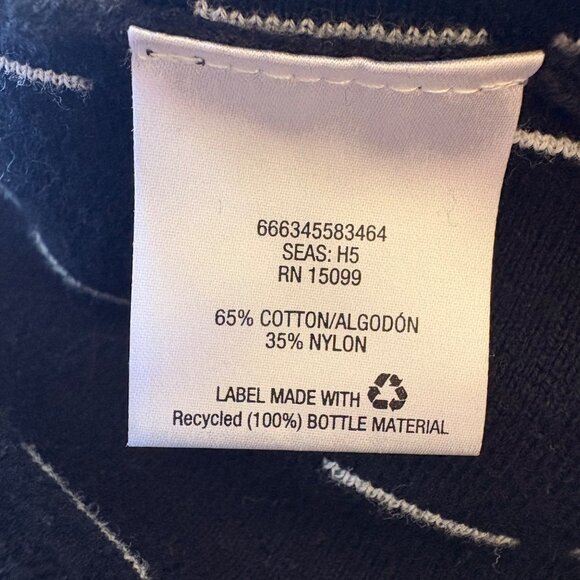 666345583464
SEAS: H5
RN 15099
65% COTTON/ALGODÓN
35% NYLON
LABEL MADE WITH
Recycled (100%) BOTTLE MATERIAL